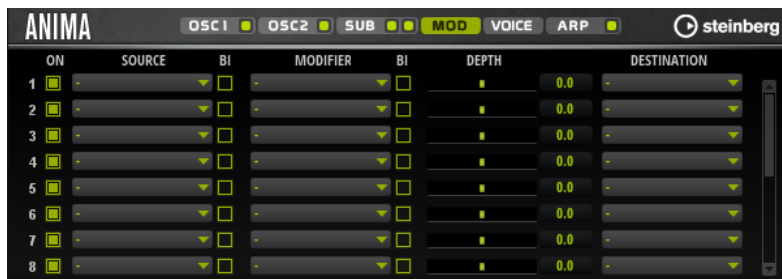 ANIMA OSC1 OSC2 SUB MOD VOICE ARP steinberg
ON SOURCE BI MODIFIER BI DEPTH DESTINATION
1 - - 0.0 -
2 - - 0.0 -
3 - - 0.0 -
4 - - 0.0 -
5 - - 0.0 -
6 - - 0.0 -
7 - - 0.0 -
8 - - 0.0 -